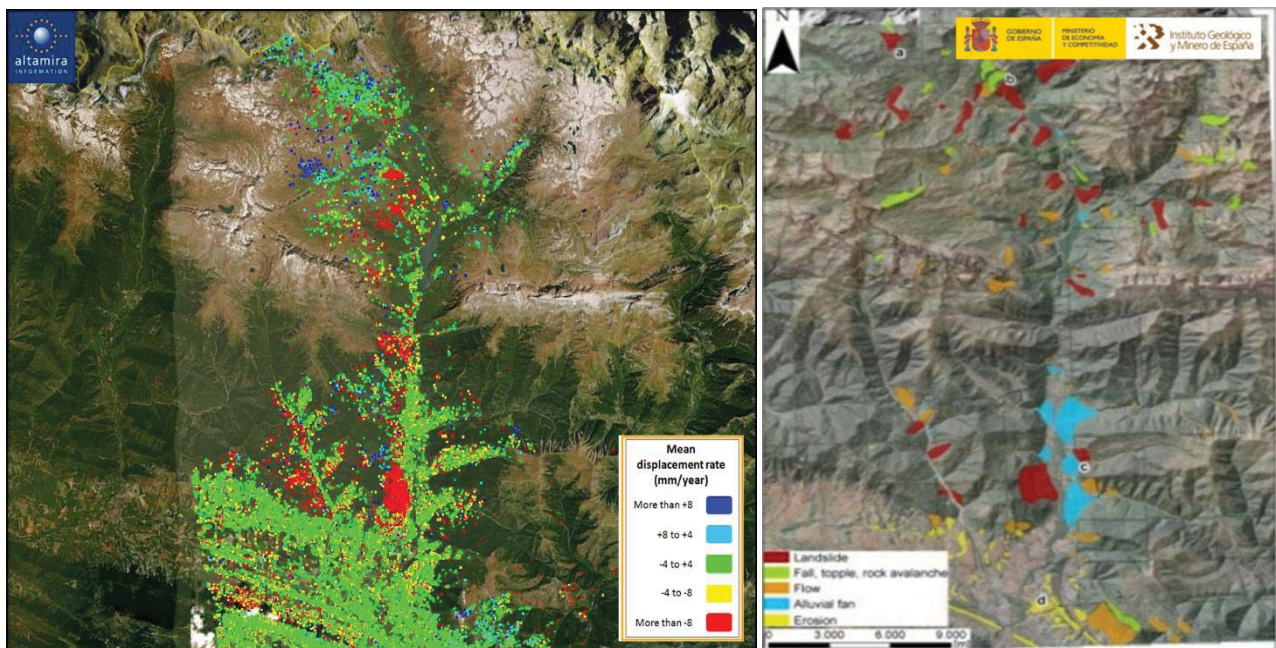 altamira
INFORMATION
Mean
displacement rate
(mm/year)
More than +8
+8 to +4
-4 to +4
-4 to -8
More than -8
N
GOBIERNO
DE ESPAÑA
MINISTERIO
DE ECONOMÍA
Y COMPETITIVIDAD
Instituto Geológico
y Minero de España
a
b
c
d
Landslide
Fall, topple, rock avalanche
Flow
Alluvial fan
Erosion
0 3.000 6.000 9.000